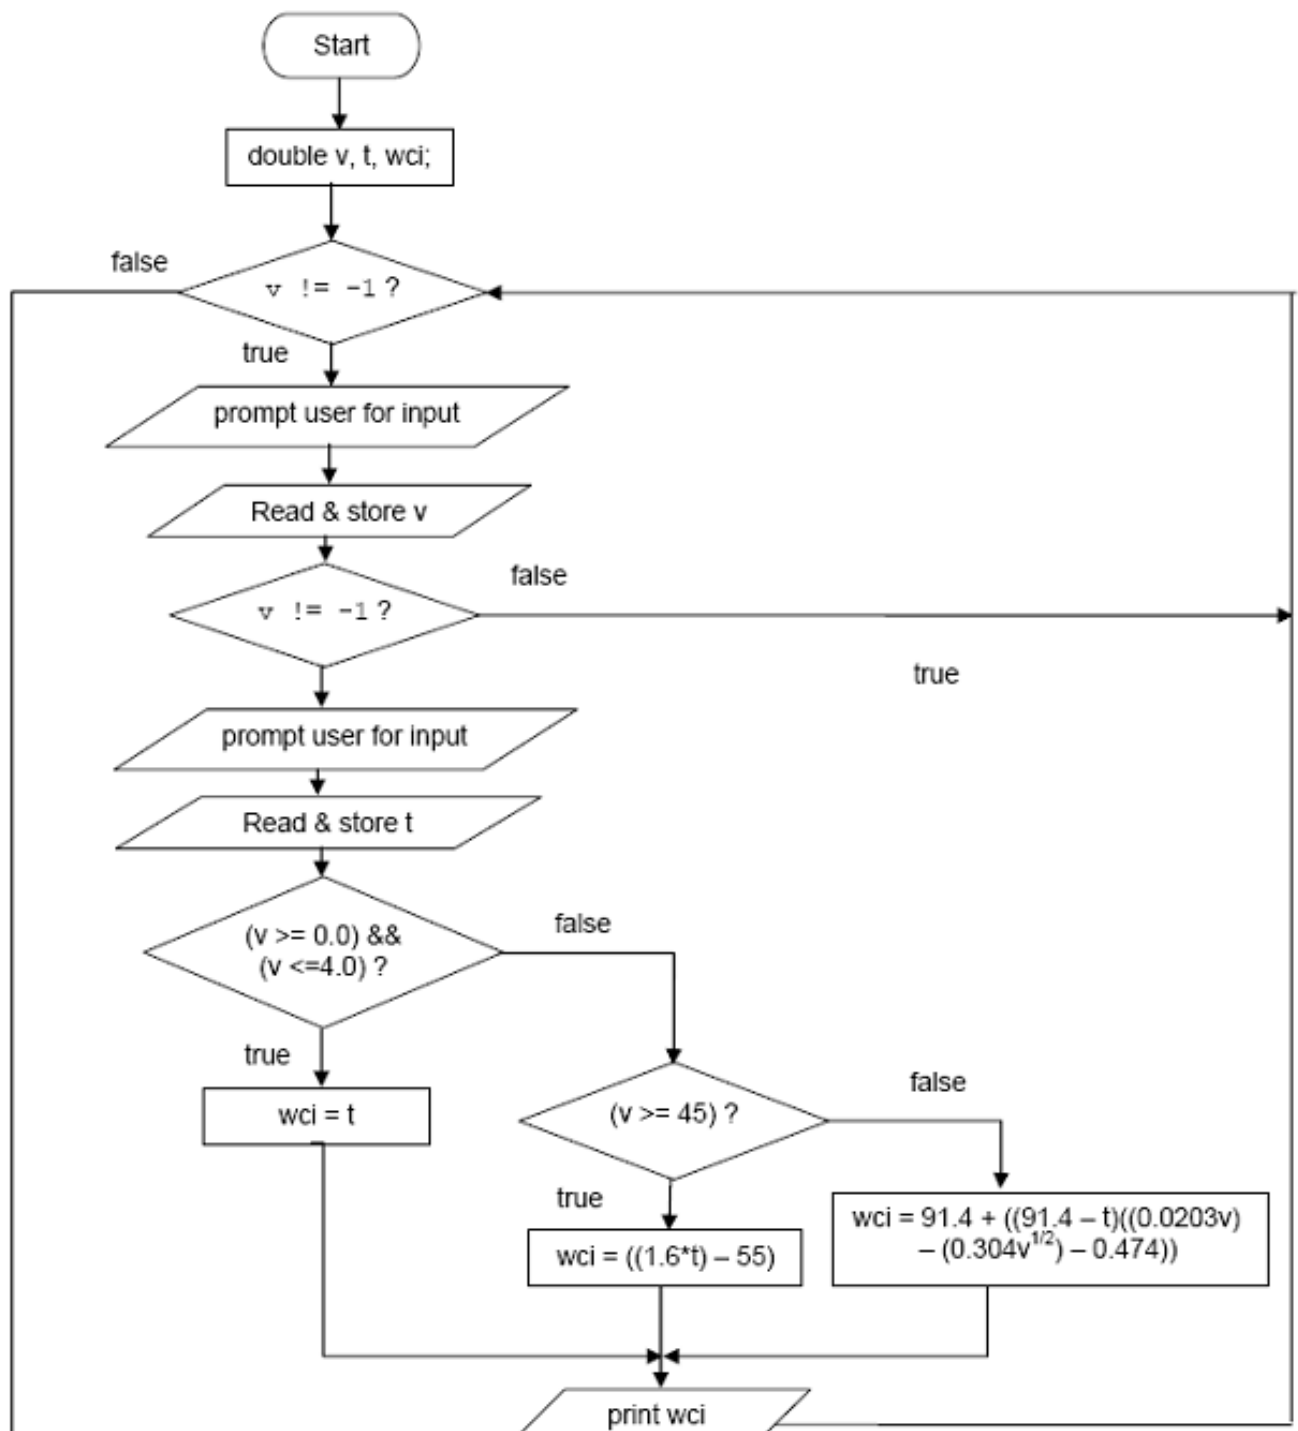 Start
double v, t, wci;
false
v != -1 ?
true
prompt user for input
Read & store v
false
v != -1 ?
true
prompt user for input
Read & store t
false
(v >= 0.0) &&
(v <=4.0) ?
true
false
wci = t
(v >= 45) ?
true
wci = 91.4 + ((91.4 – t)((0.0203v)
– (0.304v^1/2) – 0.474))
wci = ((1.6*t) – 55)
print wci